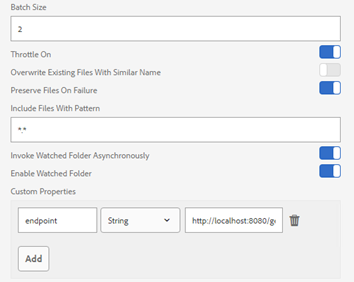 Batch Size
2
Throttle On
Overwrite Existing Files With Similar Name
Preserve Files On Failure
Include Files With Pattern
*.*
Invoke Watched Folder Asynchronously
Enable Watched Folder
Custom Properties
endpoint String http://localhost:8080/ge
Add